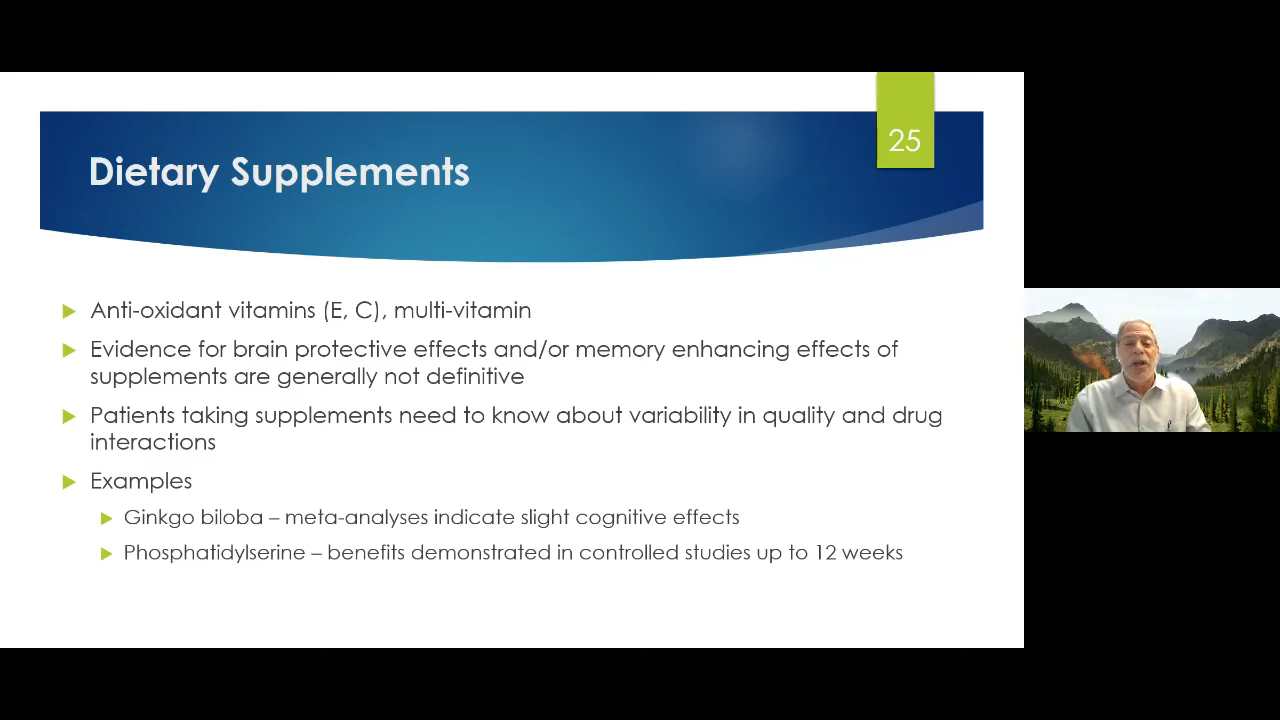 25
Dietary Supplements
Anti-oxidant vitamins (E, C), multi-vitamin
Evidence for brain protective effects and/or memory enhancing effects of
supplements are generally not definitive
Patients taking supplements need to know about variability in quality and drug
interactions
Examples
Ginkgo biloba – meta-analyses indicate slight cognitive effects
Phosphatidylserine – benefits demonstrated in controlled studies up to 12 weeks